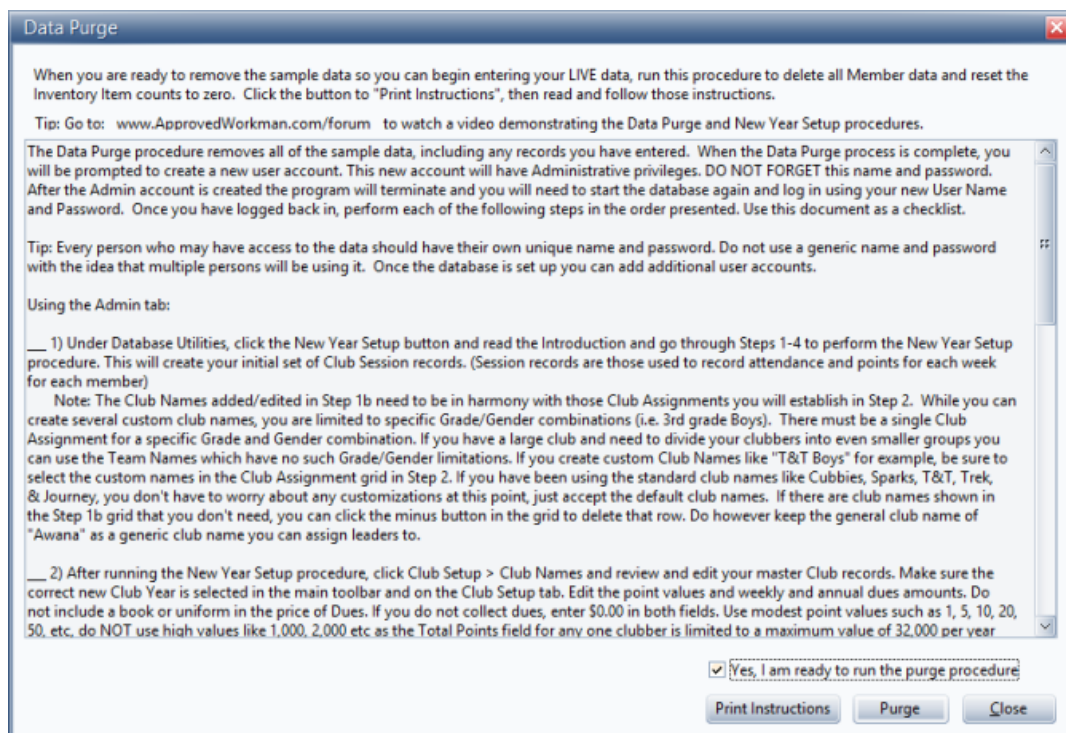 Data Purge
When you are ready to remove the sample data so you can begin entering your LIVE data, run this procedure to delete all Member data and reset the
Inventory Item counts to zero.  Click the button to "Print Instructions", then read and follow those instructions.
Tip: Go to:   www.ApprovedWorkman.com/forum   to watch a video demonstrating the Data Purge and New Year Setup procedures.
The Data Purge procedure removes all of the sample data, including any records you have entered.  When the Data Purge process is complete, you
will be prompted to create a new user account. This new account will have Administrative privileges. DO NOT FORGET this name and password.
After the Admin account is created the program will terminate and you will need to start the database again and log in using your new User Name
and Password.  Once you have logged back in, perform each of the following steps in the order presented. Use this document as a checklist.
Tip: Every person who may have access to the data should have their own unique name and password. Do not use a generic name and password
with the idea that multiple persons will be using it.  Once the database is set up you can add additional user accounts.
Using the Admin tab:
___ 1) Under Database Utilities, click the New Year Setup button and read the Introduction and go through Steps 1-4 to perform the New Year Setup
procedure. This will create your initial set of Club Session records. (Session records are those used to record attendance and points for each week
for each member)
Note: The Club Names added/edited in Step 1b need to be in harmony with those Club Assignments you will establish in Step 2.  While you can
create several custom club names, you are limited to specific Grade/Gender combinations (i.e. 3rd grade Boys).  There must be a single Club
Assignment for a specific Grade and Gender combination. If you have a large club and need to divide your clubbers into even smaller groups you
can use the Team Names which have no such Grade/Gender limitations. If you create custom Club Names like "T&T Boys" for example, be sure to
select the custom names in the Club Assignment grid in Step 2. If you have been using the standard club names like Cubbies, Sparks, T&T, Trek,
& Journey, you don't have to worry about any customizations at this point, just accept the default club names.  If there are club names shown in
the Step 1b grid that you don't need, you can click the minus button in the grid to delete that row. Do however keep the general club name of
"Awana" as a generic club name you can assign leaders to.
___ 2) After running the New Year Setup procedure, click Club Setup > Club Names and review and edit your master Club records. Make sure the
correct new Club Year is selected in the main toolbar and on the Club Setup tab. Edit the point values and weekly and annual dues amounts. Do
not include a book or uniform in the price of Dues. If you do not collect dues, enter $0.00 in both fields. Use modest point values such as 1, 5, 10, 20,
50, etc, do NOT use high values like 1,000, 2,000 etc as the Total Points field for any one clubber is limited to a maximum value of 32,000 per year
Yes, I am ready to run the purge procedure
Print Instructions
Purge
Close